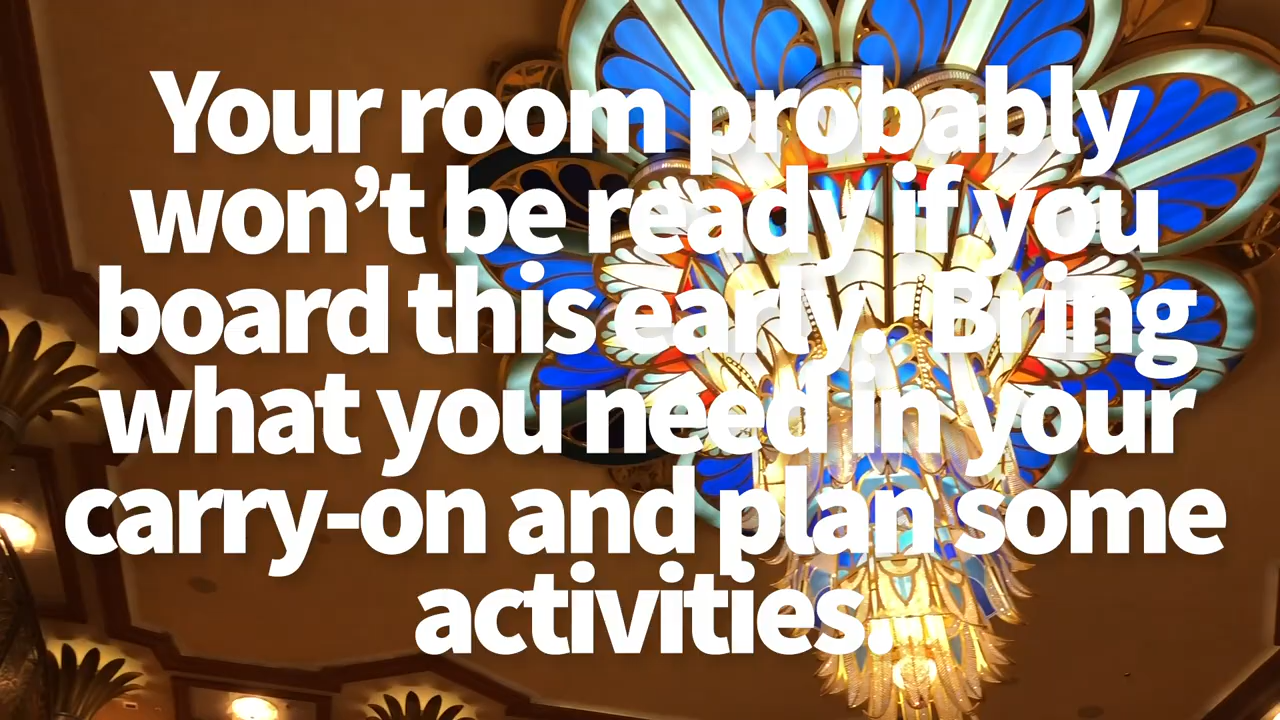 Your room probably
won’t be ready if you
board this early. Bring
what you need in your
carry-on and plan some
activities.